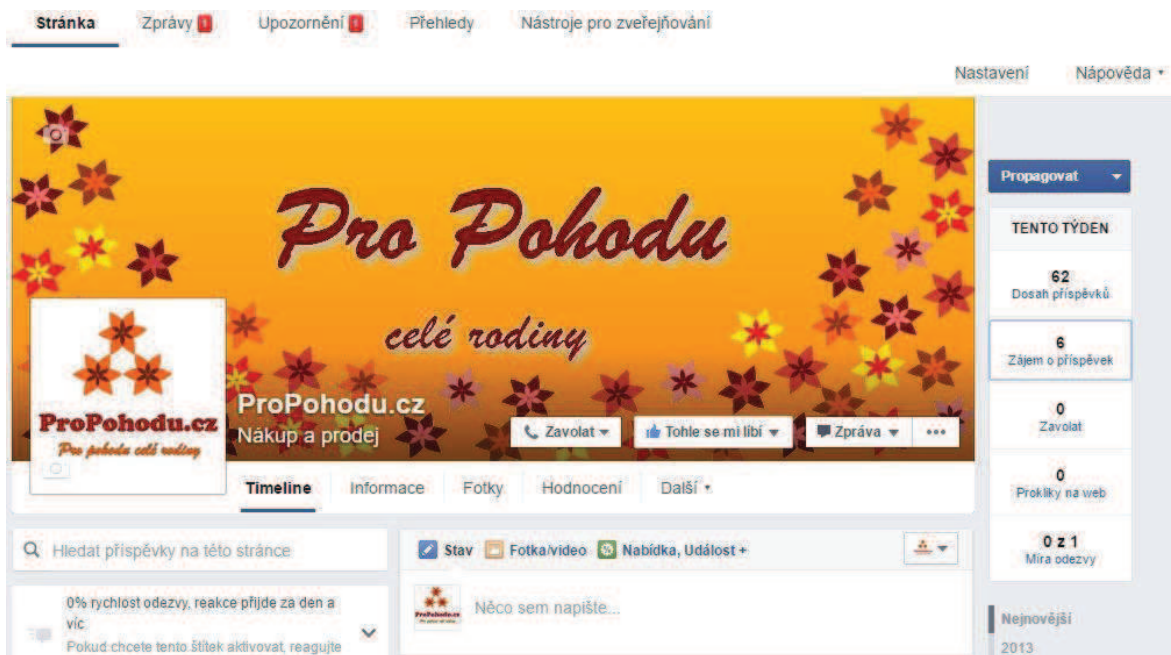 Stránka Zprávy 1 Upozornění 1 Přehledy Nástroje pro zveřejňování
Nastavení Nápověda
Pro Pohodu
celé rodiny
ProPohodu.cz
Pro pohodu celé rodiny
ProPohodu.cz
Nákup a prodej
Zavolat Tohle se mi líbí Zpráva
Timeline Informace Fotky Hodnocení Další
Propagovat
TENTO TÝDEN
62
Dosah příspěvků
6
Zájem o příspěvek
0
Zavolat
0
Prokliky na web
0 z 1
Míra odezvy
Nejnovější
2013
Hledat příspěvky na této stránce
0% rychlost odezvy, reakce přijde za den a
víc
Pokud chcete tento štítek aktivovat, reagujte
Stav Fotka/video Nabídka, Událost +
Něco sem napište...